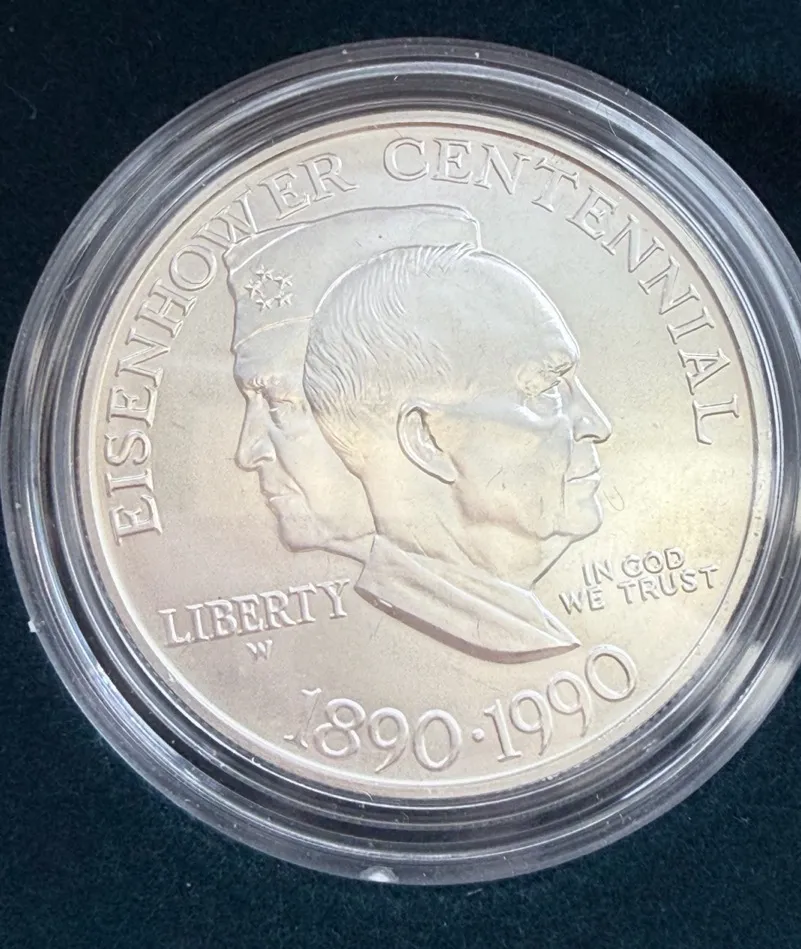 EISENHOWER CENTENNIAL
IN GOD
WE TRUST
LIBERTY
W
1890·1990